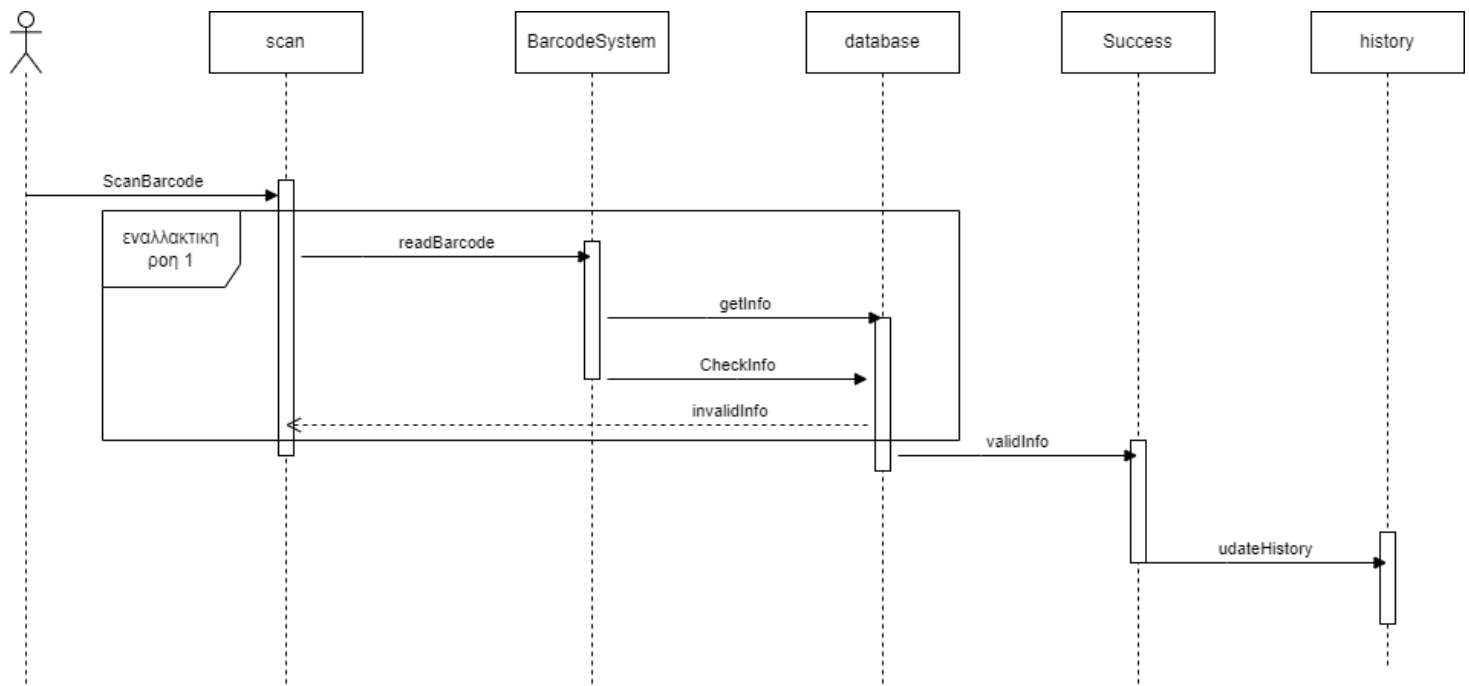 scan
BarcodeSystem
database
Success
history
ScanBarcode
εναλλακτικη
ροη 1
readBarcode
getInfo
CheckInfo
invalidInfo
validInfo
udateHistory